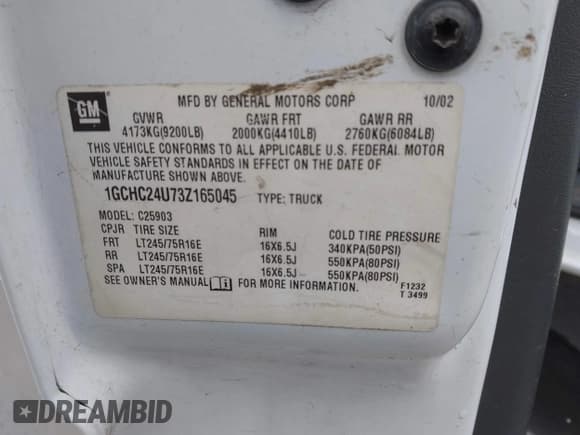 GM
MFD BY GENERAL MOTORS CORP 10/02
GVWR GAWR FRT GAWR RR
4173KG(9200LB) 2000KG(4410LB) 2760KG(6084LB)
THIS VEHICLE CONFORMS TO ALL APPLICABLE U.S. FEDERAL MOTOR
VEHICLE SAFETY STANDARDS IN EFFECT ON THE DATE OF
MANUFACTURE SHOWN ABOVE.
1GCHC24U73Z165045 TYPE: TRUCK
MODEL: C25903
CPJR TIRE SIZE RIM COLD TIRE PRESSURE
FRT LT245/75R16E 16X6.5J 340KPA(50PSI)
RR LT245/75R16E 16X6.5J 550KPA(80PSI)
SPA LT245/75R16E 16X6.5J 550KPA(80PSI)
SEE OWNER'S MANUAL FOR MORE INFORMATION.
F1232
T 3499
DREAMBID